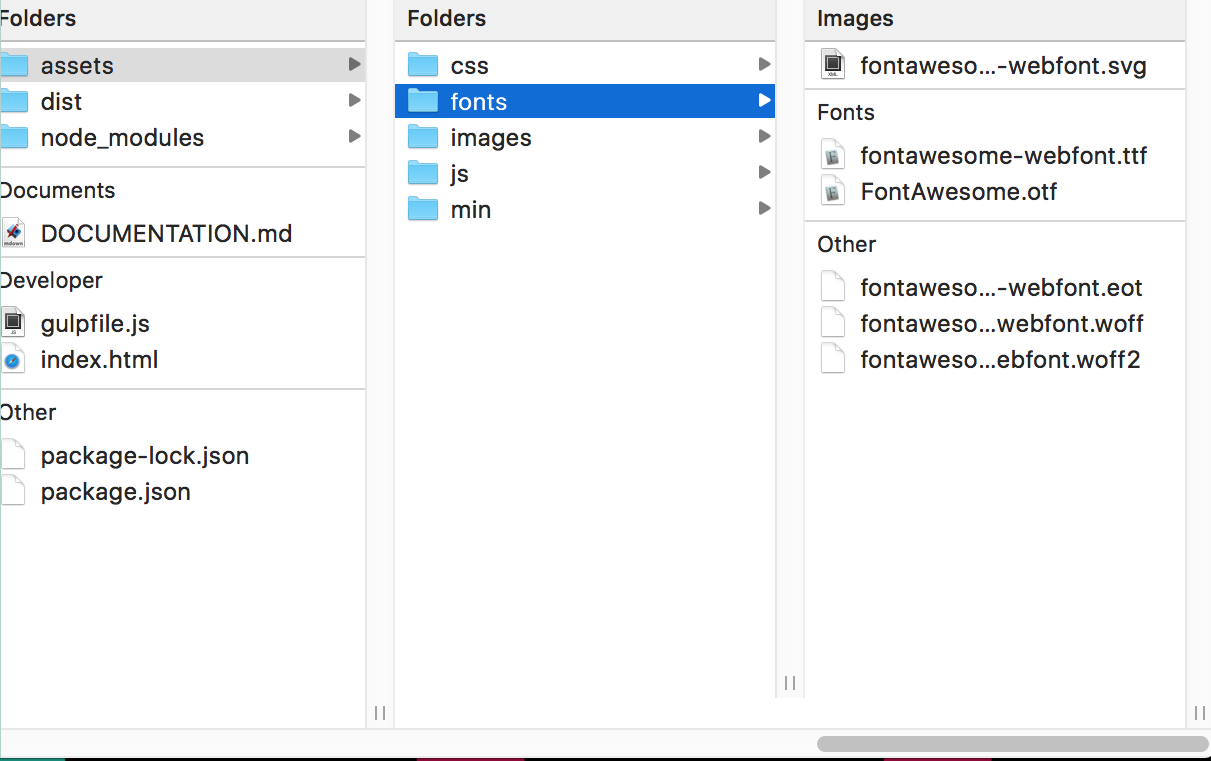 Folders
assets
dist
node_modules
Documents
DOCUMENTATION.md
Developer
gulpfile.js
index.html
Other
package-lock.json
package.json
Folders
css
fonts
images
js
min
Images
fontaweso...-webfont.svg
Fonts
fontawesome-webfont.ttf
FontAwesome.otf
Other
fontaweso...-webfont.eot
fontaweso...webfont.woff
fontaweso...ebfont.woff2